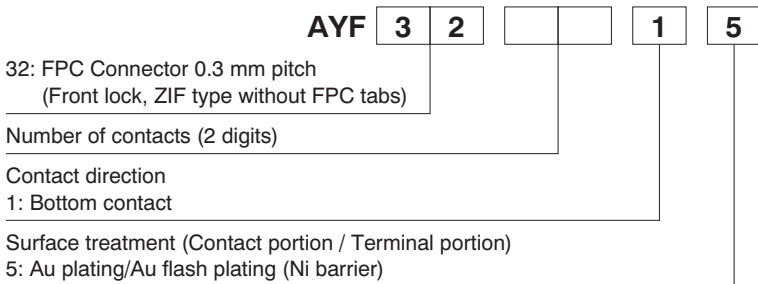 AYF 3 2 1 5
32: FPC Connector 0.3 mm pitch
(Front lock, ZIF type without FPC tabs)
Number of contacts (2 digits)
Contact direction
1: Bottom contact
Surface treatment (Contact portion / Terminal portion)
5: Au plating/Au flash plating (Ni barrier)